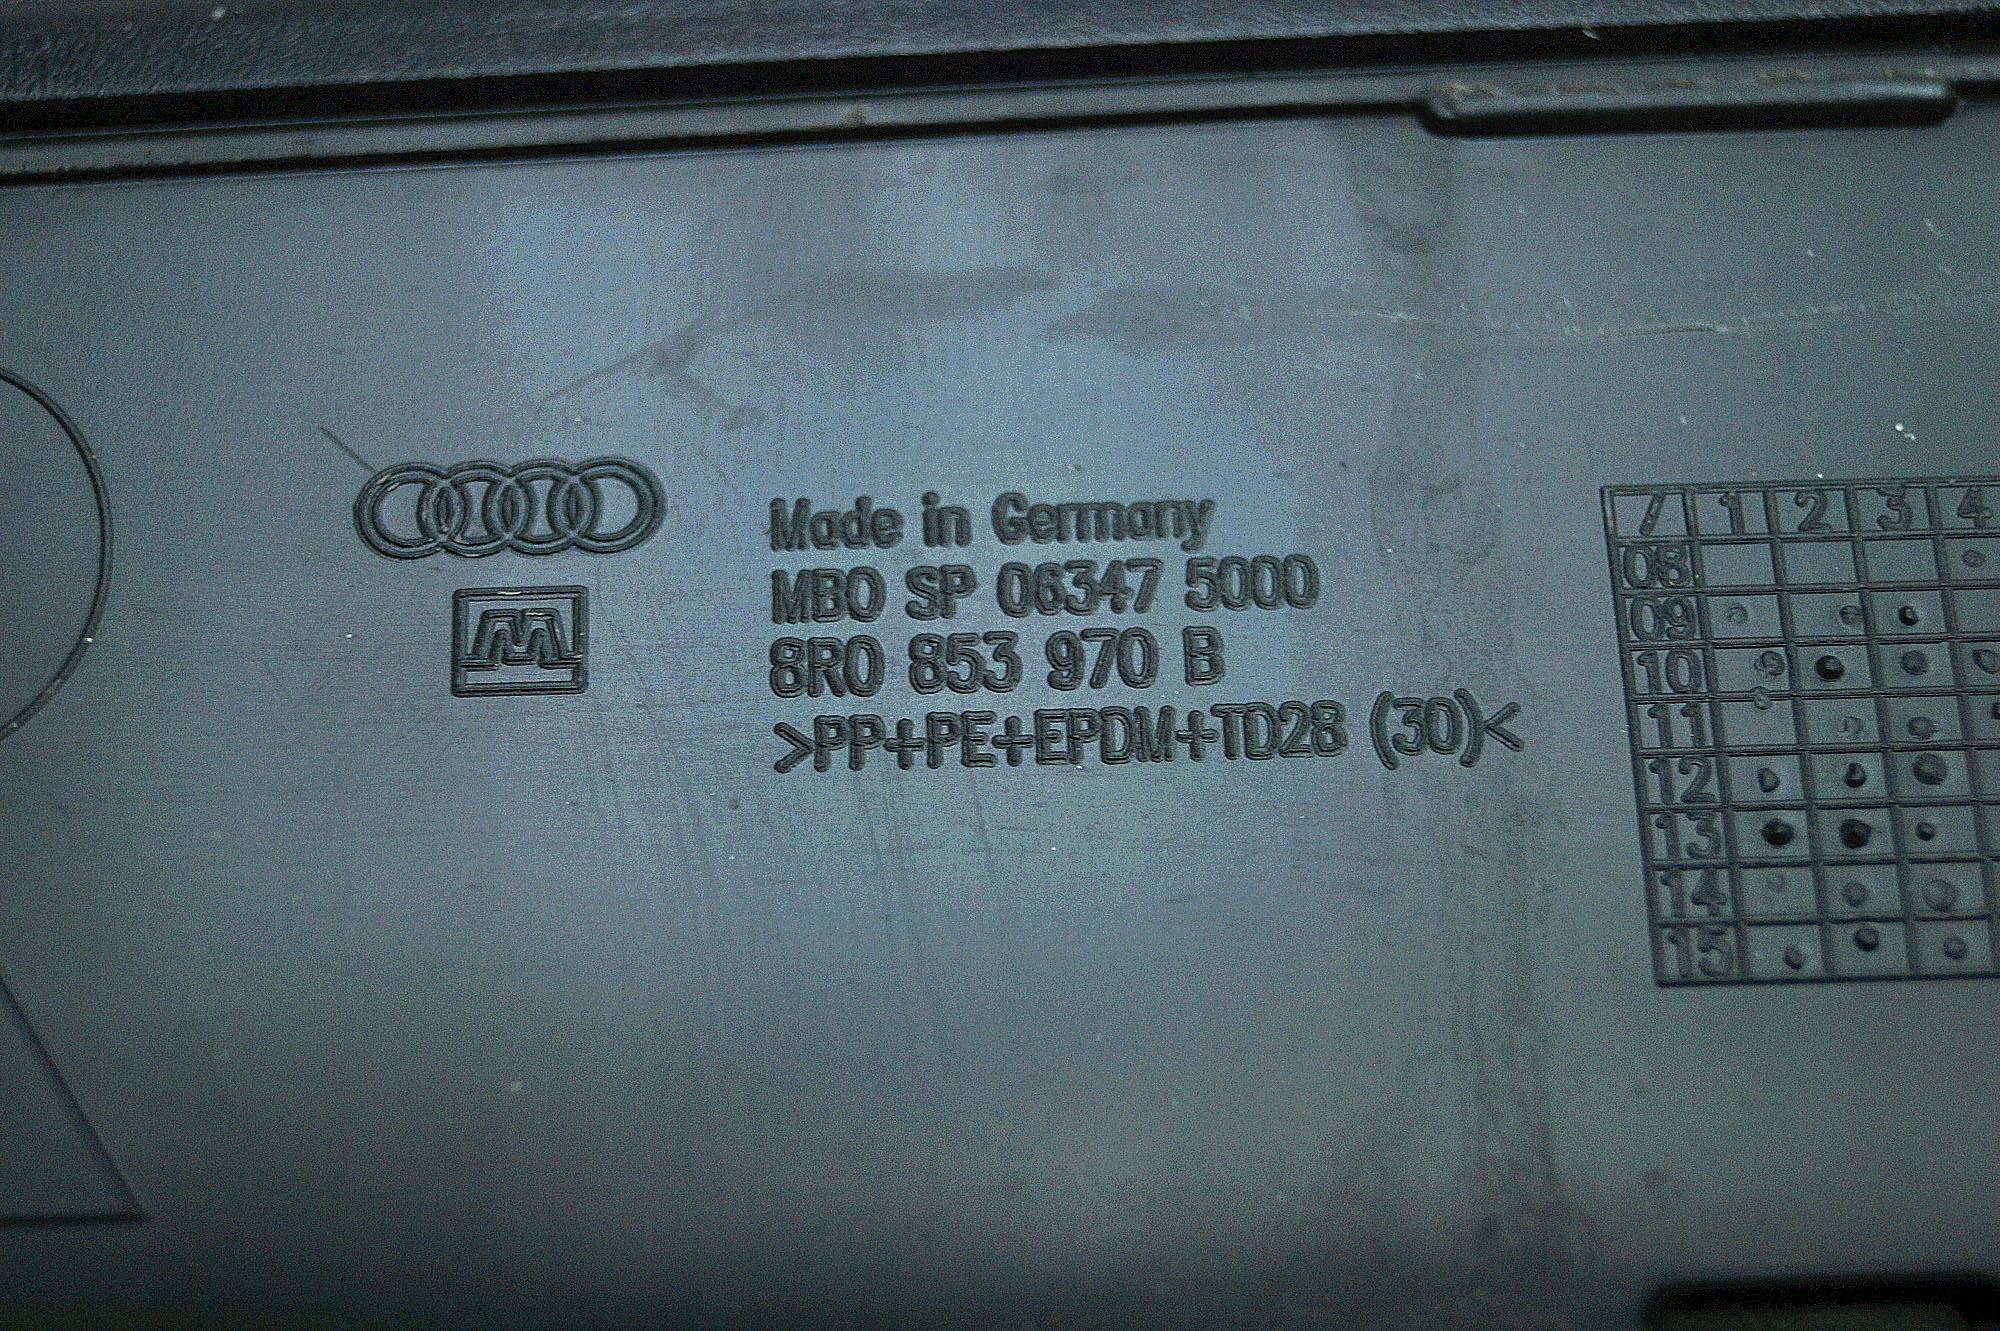 Made in Germany
MBO SP 06347 5000
8R0 853 970 B
>PP+PE+EPDM+TD28 (30)<
7 1 2 3 4
08
09
10
11
12
13
14
15